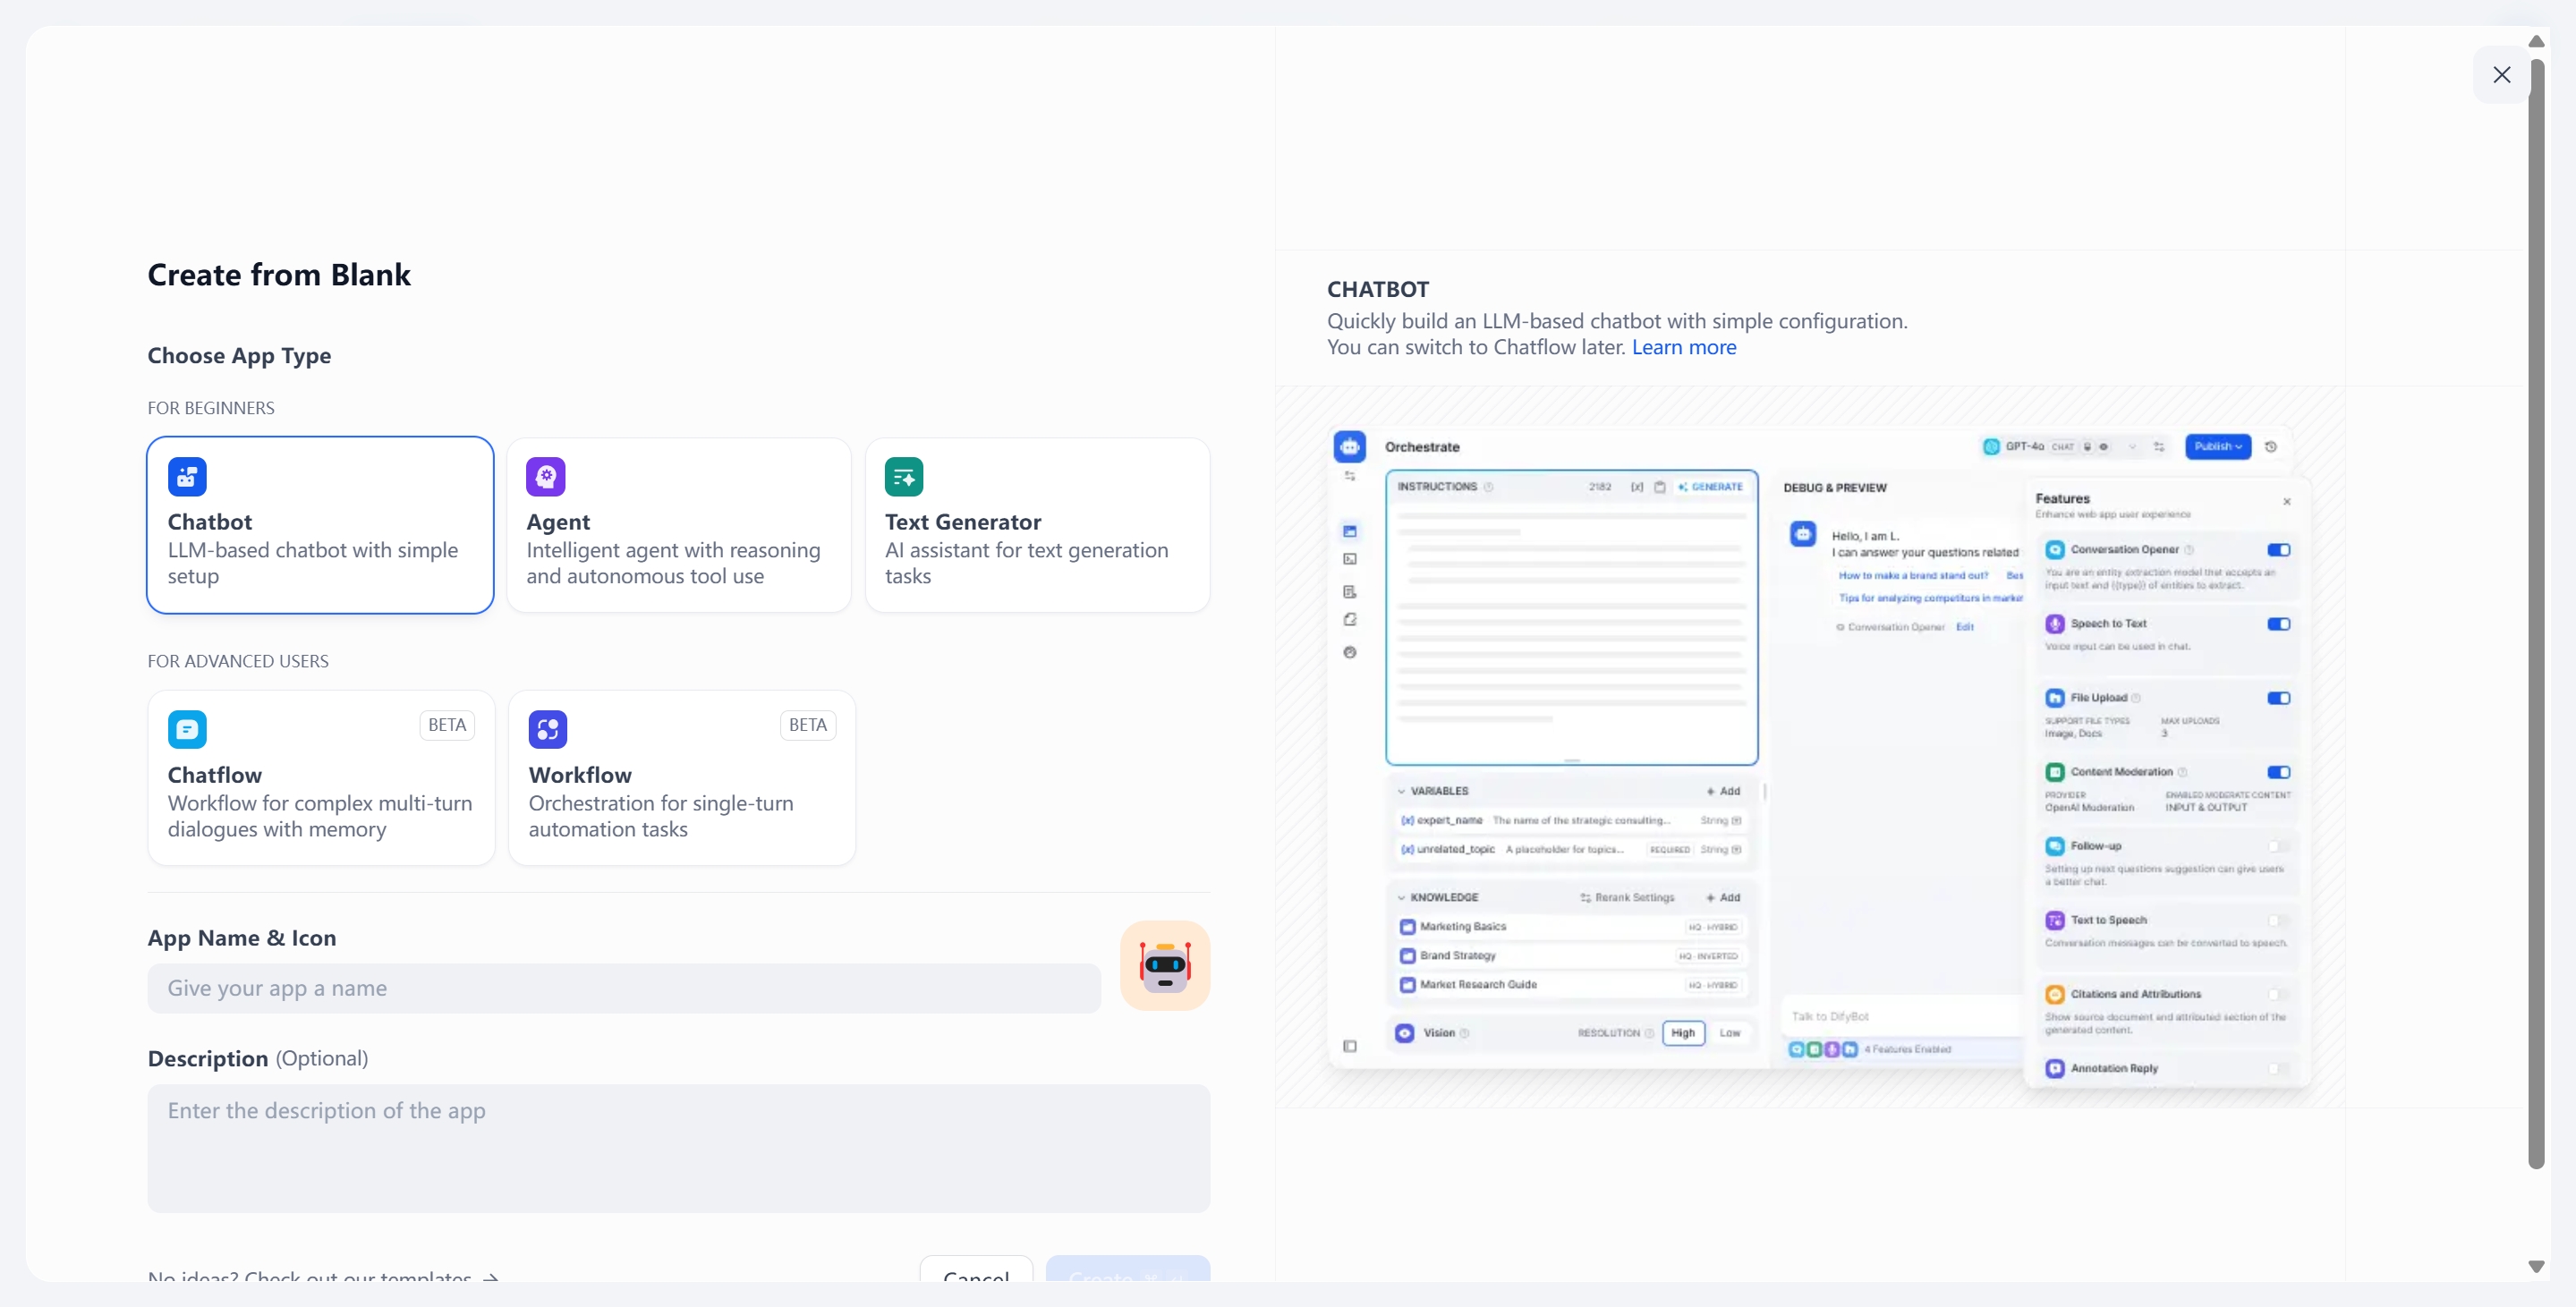 Create from Blank
Choose App Type
FOR BEGINNERS
Chatbot
LLM-based chatbot with simple
setup
Agent
Intelligent agent with reasoning
and autonomous tool use
Text Generator
AI assistant for text generation
tasks
FOR ADVANCED USERS
BETA
Chatflow
Workflow for complex multi-turn
dialogues with memory
BETA
Workflow
Orchestration for single-turn
automation tasks
App Name & Icon
Give your app a name
Description (Optional)
Enter the description of the app
No ideas? Check out our templates →
Cancel
Create
CHATBOT
Quickly build an LLM-based chatbot with simple configuration.
You can switch to Chatflow later. Learn more
Orchestrate
GPT-4o CHAT
Publish
INSTRUCTIONS
2182
GENERATE
VARIABLES
+ Add
{x} expert_name The name of the strategic consulting...
String
{x} unrelated_topic A placeholder for topics...
REQUIRED String
KNOWLEDGE
Rerank Settings
+ Add
Marketing Basics
HQ · HYBRID
Brand Strategy
HQ · INVERTED
Market Research Guide
HQ · HYBRID
Vision
RESOLUTION High Low
DEBUG & PREVIEW
Hello, I am L.
I can answer your questions related
How to make a brand stand out? Bes
Tips for analyzing competitors in market
Conversation Opener Edit
Talk to DifyBot
4 Features Enabled
Features
Enhance web app user experience
Conversation Opener
You are an entity extraction model that accepts an
input text and {{type}} of entities to extract.
Speech to Text
Voice input can be used in chat.
File Upload
SUPPORT FILE TYPES MAX UPLOADS
Image, Docs 3
Content Moderation
PROVIDER ENABLED MODERATE CONTENT
OpenAI Moderation INPUT & OUTPUT
Follow-up
Setting up next questions suggestion can give users
a better chat.
Text to Speech
Conversation messages can be converted to speech.
Citations and Attributions
Show source document and attributed section of the
generated content.
Annotation Reply